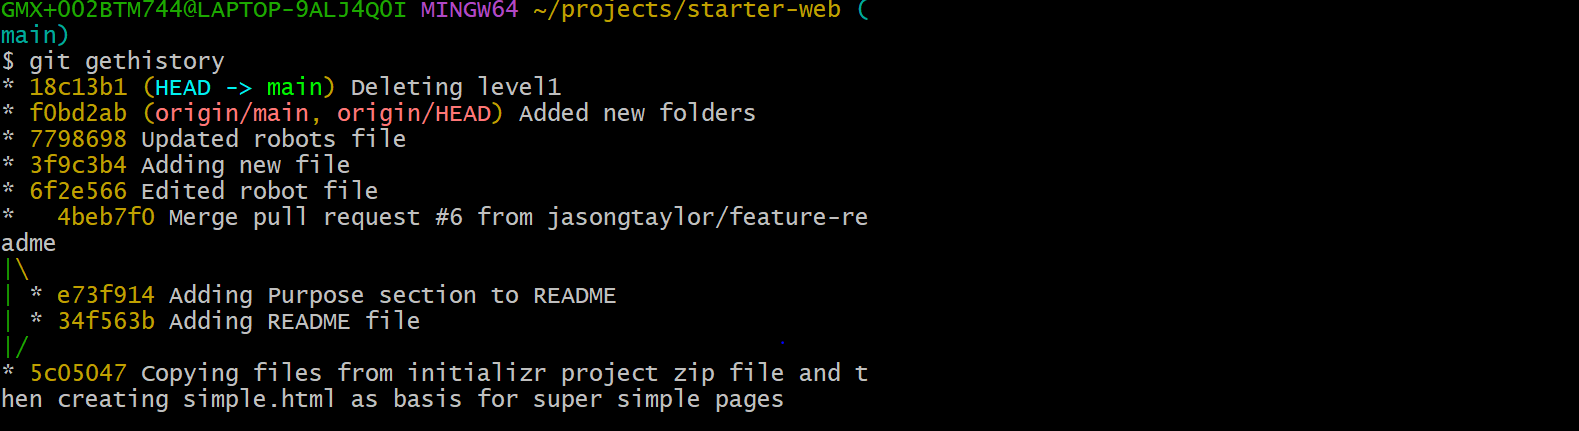 GMX+002BTM744@LAPTOP-9ALJ4Q0I MINGW64 ~/projects/starter-web (
main)
$ git gethistory
* 18c13b1 (HEAD -> main) Deleting level1
* f0bd2ab (origin/main, origin/HEAD) Added new folders
* 7798698 Updated robots file
* 3f9c3b4 Adding new file
* 6f2e566 Edited robot file
*   4beb7f0 Merge pull request #6 from jasongtaylor/feature-re
adme
|\
| * e73f914 Adding Purpose section to README
| * 34f563b Adding README file
|/
* 5c05047 Copying files from initializr project zip file and t
hen creating simple.html as basis for super simple pages